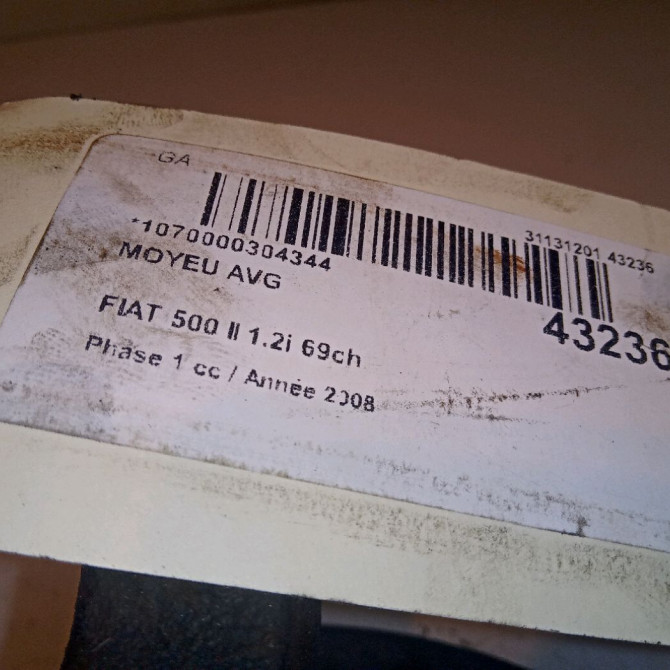 GA
31131201 43236
*1070000304344
MOYEU AVG
43236
FIAT 500 II 1.2i 69ch
Phase 1 cc / Année 2008